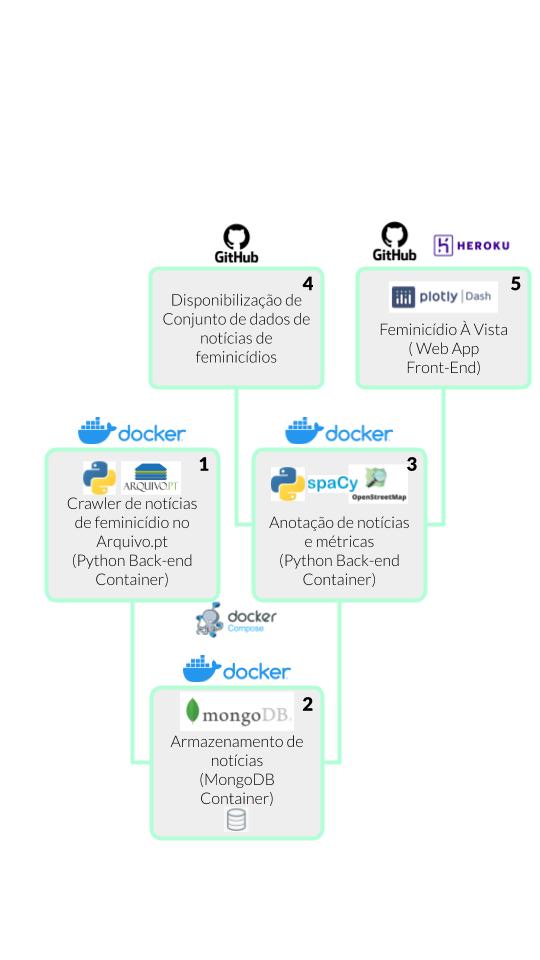 GitHub
4
Disponibilização de
Conjunto de dados de
notícias de
feminicídios
GitHub
HEROKU
5
plotly | Dash
Feminicídio À Vista
( Web App
Front-End)
docker
1
ARQUIVO.PT
Crawler de notícias
de feminicídio no
Arquivo.pt
(Python Back-end
Container)
docker
3
spaCy
OpenStreetMap
Anotação de notícias
e métricas
(Python Back-end
Container)
docker
Compose
docker
2
mongoDB.
Armazenamento de
notícias
(MongoDB
Container)